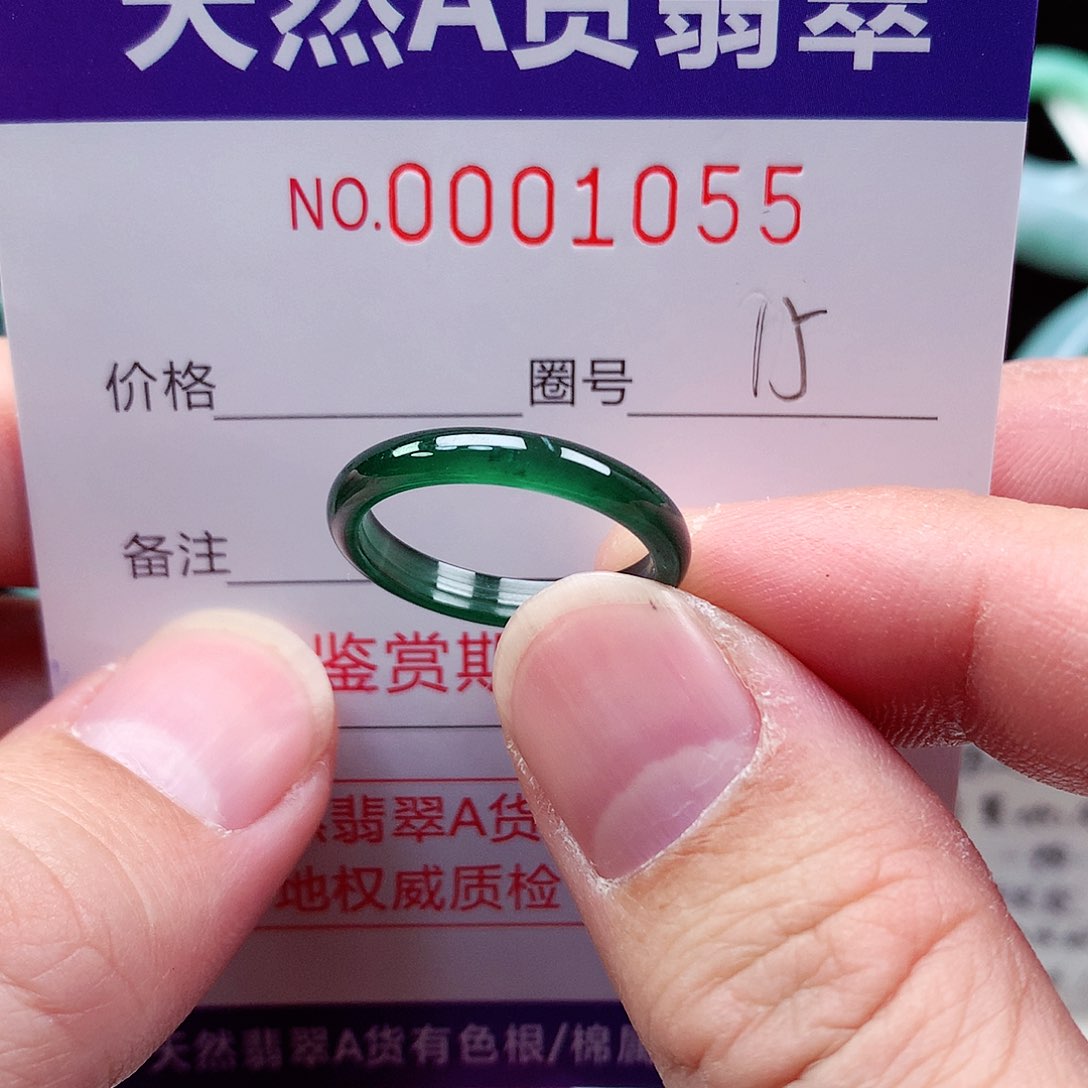 天然A货翡翠
NO.0001055
价格 圈号 15
备注
鉴赏期
翡翠A货
地权威质检
天然翡翠A货有色根/棉